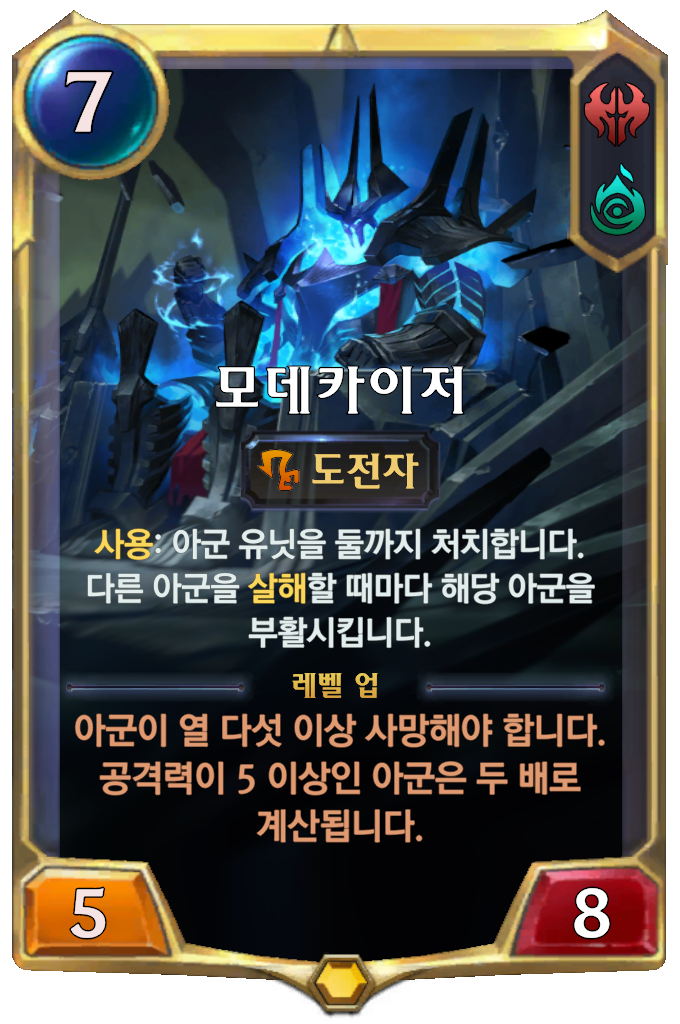 7
모데카이저
도전자
사용: 아군 유닛을 둘까지 처치합니다.
다른 아군을 살해할 때마다 해당 아군을
부활시킵니다.
레벨 업
아군이 열 다섯 이상 사망해야 합니다.
공격력이 5 이상인 아군은 두 배로
계산됩니다.
5
8